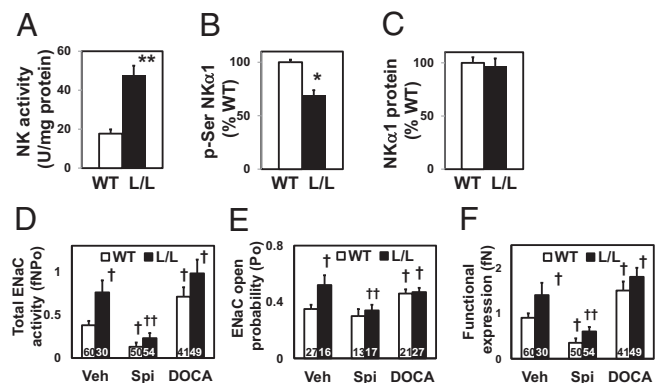 A
B
C
NK activity
(U/mg protein)
60
40
20
0
**
WT L/L
p-Ser NKα1
(% WT)
100
50
0
*
WT L/L
NKα1 protein
(% WT)
100
50
0
WT L/L
D
E
F
Total ENaC
activity (fNPo)
1
0.5
0
WT L/L
†
†
††
†
†
60 30 50 54 41 49
Veh Spi DOCA
ENaC open
probability (Po)
0.8
0.4
0
WT L/L
†
††
† †
27 16 13 17 21 27
Veh Spi DOCA
Functional
expression (fN)
2
1
0
WT L/L
†
†
††
†
†
60 30 50 54 41 49
Veh Spi DOCA